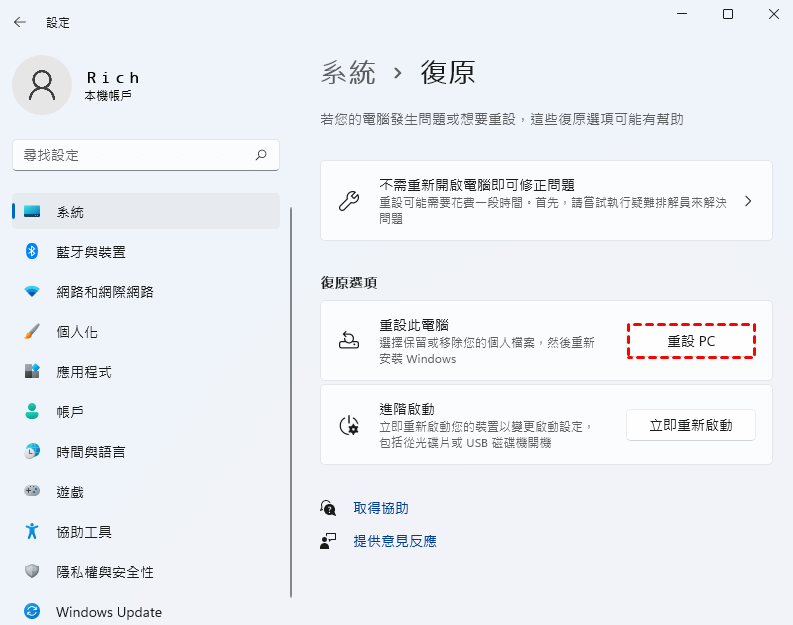 設定
Rich
本機帳戶
尋找設定
系統
藍牙與裝置
網路和網際網路
個人化
應用程式
帳戶
時間與語言
遊戲
協助工具
隱私權與安全性
Windows Update
系統 › 復原
若您的電腦發生問題或想要重設，這些復原選項可能有幫助
不需重新開啟電腦即可修正問題
重設可能需要花費一段時間。首先，請嘗試執行疑難排解員來解決
問題
復原選項
重設此電腦
選擇保留或移除您的個人檔案，然後重新
安裝 Windows
重設 PC
進階啟動
立即重新啟動您的裝置以變更啟動設定，
包括從光碟片或 USB 磁碟機開機
立即重新啟動
取得協助
提供意見反應